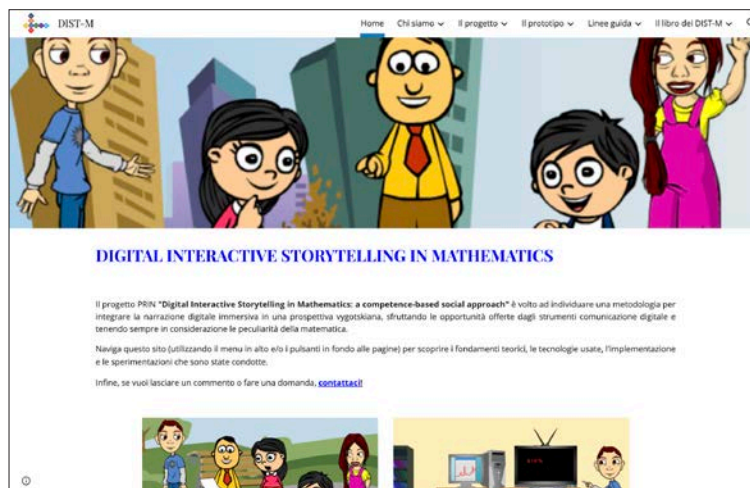 DIST-M
Home Chi siamo Il progetto Il prototipo Linee guida Il libro dei DIST-M
DIGITAL INTERACTIVE STORYTELLING IN MATHEMATICS
Il progetto PRIN "Digital Interactive Storytelling in Mathematics: a competence-based social approach" è volto ad individuare una metodologia per
integrare la narrazione digitale immersiva in una prospettiva vygotskiana, sfruttando le opportunità offerte dagli strumenti comunicazione digitale e
tenendo sempre in considerazione le peculiarità della matematica.
Naviga questo sito (utilizzando il menu in alto e/o i pulsanti in fondo alle pagine) per scoprire i fondamenti teorici, le tecnologie usate, l'implementazione
e le sperimentazioni che sono state condotte.
Infine, se vuoi lasciare un commento o fare una domanda, contattaci!